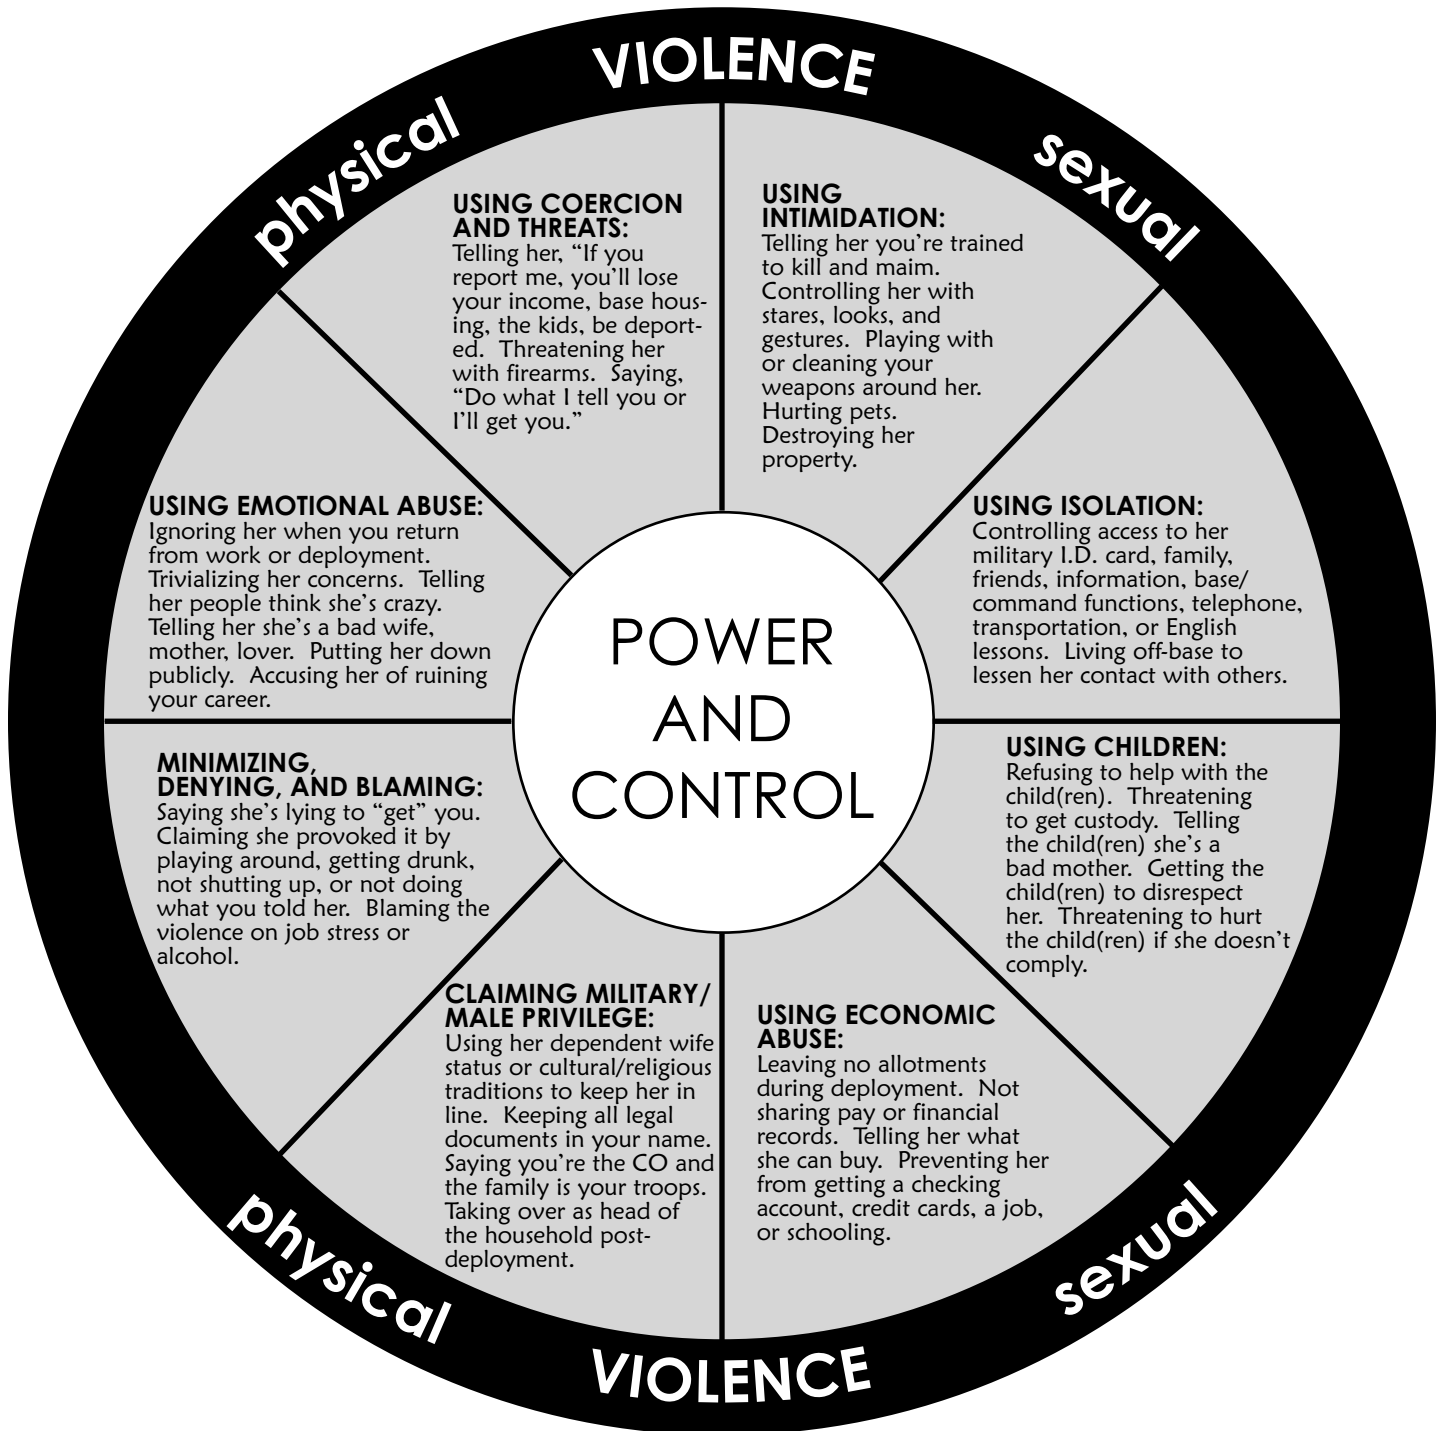 VIOLENCE
physical
sexual
USING COERCION
AND THREATS:
Telling her, “If you
report me, you’ll lose
your income, base hous-
ing, the kids, be deport-
ed.  Threatening her
with firearms.  Saying,
“Do what I tell you or
I’ll get you.”
USING
INTIMIDATION:
Telling her you’re trained
to kill and maim.
Controlling her with
stares, looks, and
gestures.  Playing with
or cleaning your
weapons around her.
Hurting pets.
Destroying her
property.
USING EMOTIONAL ABUSE:
Ignoring her when you return
from work or deployment.
Trivializing her concerns.  Telling
her people think she’s crazy.
Telling her she’s a bad wife,
mother, lover.  Putting her down
publicly.  Accusing her of ruining
your career.
USING ISOLATION:
Controlling access to her
military I.D. card, family,
friends, information, base/
command functions, telephone,
transportation, or English
lessons.  Living off-base to
lessen her contact with others.
POWER
AND
CONTROL
MINIMIZING,
DENYING, AND BLAMING:
Saying she’s lying to “get” you.
Claiming she provoked it by
playing around, getting drunk,
not shutting up, or not doing
what you told her.  Blaming the
violence on job stress or
alcohol.
USING CHILDREN:
Refusing to help with the
child(ren).  Threatening
to get custody.  Telling
the child(ren) she’s a
bad mother.  Getting the
child(ren) to disrespect
her.  Threatening to hurt
the child(ren) if she doesn’t
comply.
CLAIMING MILITARY/
MALE PRIVILEGE:
Using her dependent wife
status or cultural/religious
traditions to keep her in
line.  Keeping all legal
documents in your name.
Saying you’re the CO and
the family is your troops.
Taking over as head of
the household post-
deployment.
USING ECONOMIC
ABUSE:
Leaving no allotments
during deployment.  Not
sharing pay or financial
records.  Telling her what
she can buy.  Preventing her
from getting a checking
account, credit cards, a job,
or schooling.
physical
sexual
VIOLENCE